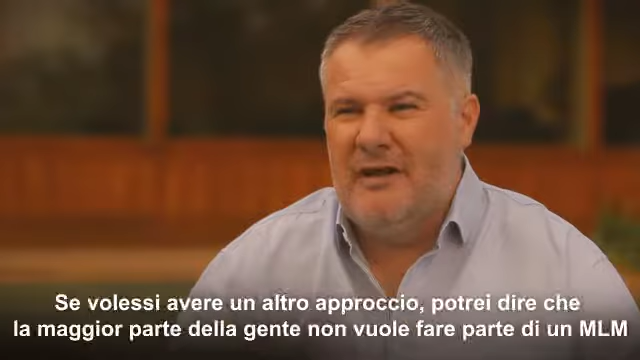 Se volessi avere un altro approccio, potrei dire che
la maggior parte della gente non vuole fare parte di un MLM